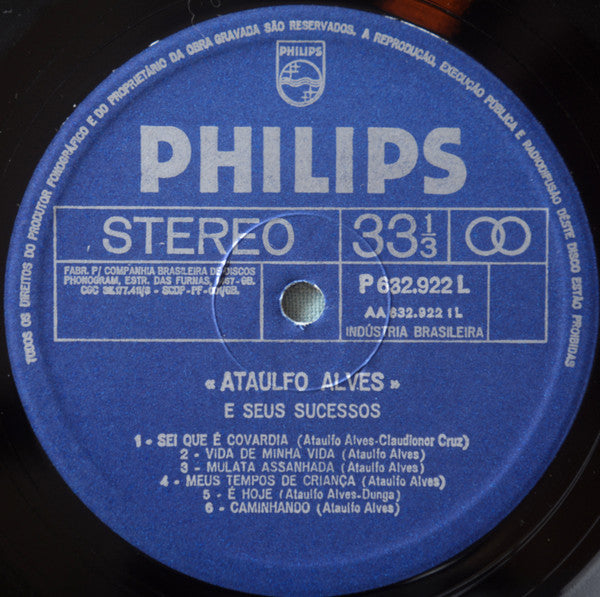 TODOS OS DIREITOS DO PRODUTOR FONOGRÁFICO E DO PROPRIETÁRIO DA OBRA GRAVADA SÃO RESERVADOS. A REPRODUÇÃO, EXECUÇÃO PÚBLICA E RADIODIFUSÃO DÊSTE DISCO ESTÃO PROIBIDAS
PHILIPS
PHILIPS
STEREO 33 1/3
FABR. P/ COMPANHIA BRASILEIRA DE DISCOS
PHONOGRAM, ESTR. DAS FURNAS,
P 632.922 L
AA 632.922 1 L
INDÚSTRIA BRASILEIRA
« ATAULFO ALVES »
E SEUS SUCESSOS
1 - SEI QUE É COVARDIA (Ataulfo Alves-Claudionor Cruz)
2 - VIDA DE MINHA VIDA (Ataulfo Alves)
3 - MULATA ASSANHADA (Ataulfo Alves)
4 - MEUS TEMPOS DE CRIANÇA (Ataulfo Alves)
5 - É HOJE (Ataulfo Alves-Dunga)
6 - CAMINHANDO (Ataulfo Alves)